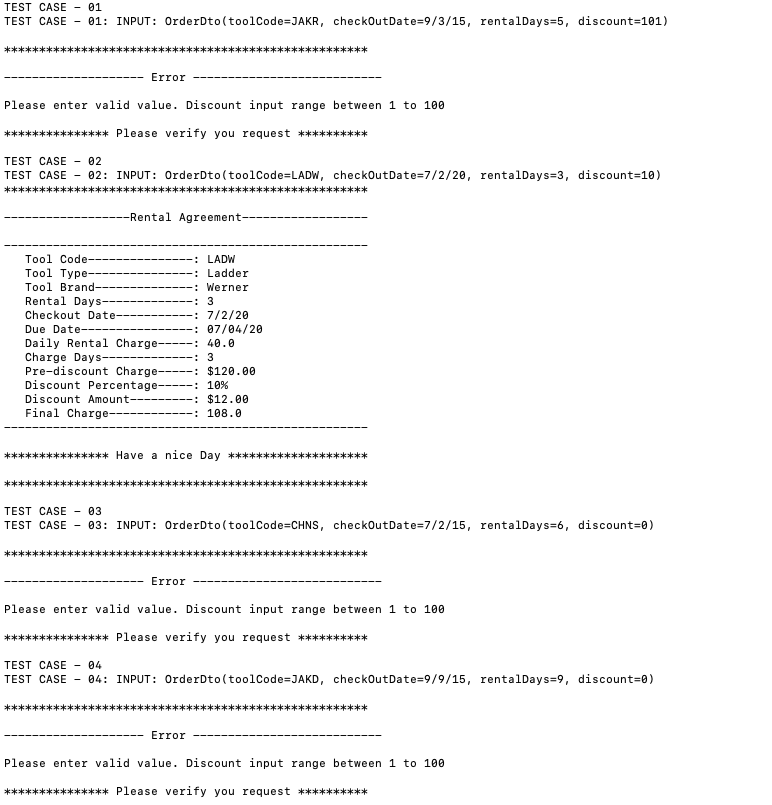 TEST CASE - 01
TEST CASE - 01: INPUT: OrderDto(toolCode=JAKR, checkOutDate=9/3/15, rentalDays=5, discount=101)
****************************************************
-------------------- Error ---------------------------
Please enter valid value. Discount input range between 1 to 100
*************** Please verify you request **********
TEST CASE - 02
TEST CASE - 02: INPUT: OrderDto(toolCode=LADW, checkOutDate=7/2/20, rentalDays=3, discount=10)
****************************************************
------------------Rental Agreement------------------
----------------------------------------------------
Tool Code---------------: LADW
Tool Type---------------: Ladder
Tool Brand--------------: Werner
Rental Days-------------: 3
Checkout Date-----------: 7/2/20
Due Date----------------: 07/04/20
Daily Rental Charge-----: 40.0
Charge Days-------------: 3
Pre-discount Charge-----: $120.00
Discount Percentage-----: 10%
Discount Amount---------: $12.00
Final Charge------------: 108.0
----------------------------------------------------
*************** Have a nice Day ********************
****************************************************
TEST CASE - 03
TEST CASE - 03: INPUT: OrderDto(toolCode=CHNS, checkOutDate=7/2/15, rentalDays=6, discount=0)
****************************************************
-------------------- Error ---------------------------
Please enter valid value. Discount input range between 1 to 100
*************** Please verify you request **********
TEST CASE - 04
TEST CASE - 04: INPUT: OrderDto(toolCode=JAKD, checkOutDate=9/9/15, rentalDays=9, discount=0)
****************************************************
-------------------- Error ---------------------------
Please enter valid value. Discount input range between 1 to 100
*************** Please verify you request **********